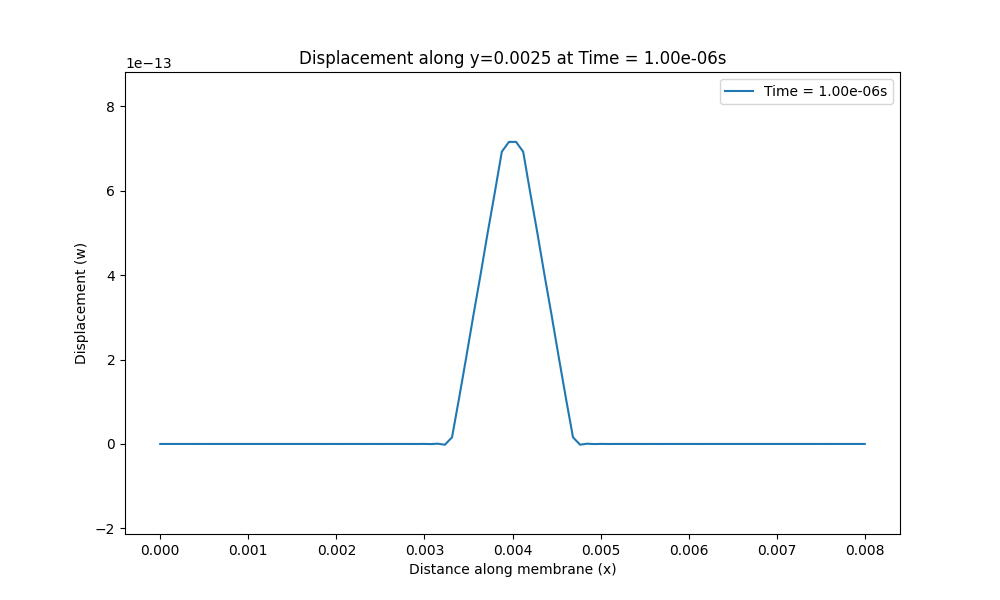 Displacement along y=0.0025 at Time = 1.00e-06s
1e−13
Time = 1.00e-06s
8
6
4
2
0
−2
Displacement (w)
0.000 0.001 0.002 0.003 0.004 0.005 0.006 0.007 0.008
Distance along membrane (x)